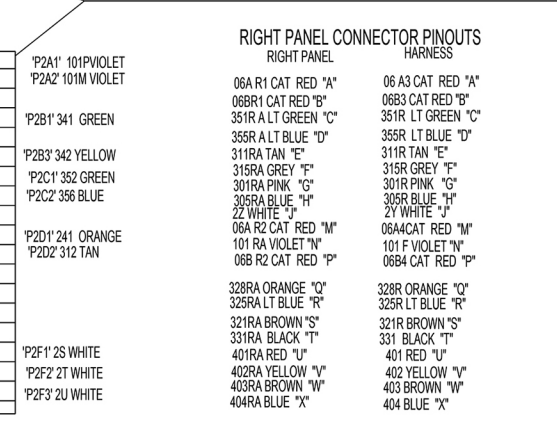 RIGHT PANEL CONNECTOR PINOUTS
RIGHT PANEL HARNESS
'P2A1' 101PVIOLET
'P2A2' 101M VIOLET
'P2B1' 341 GREEN
'P2B3' 342 YELLOW
'P2C1' 352 GREEN
'P2C2' 356 BLUE
'P2D1' 241 ORANGE
'P2D2' 312 TAN
'P2F1' 2S WHITE
'P2F2' 2T WHITE
'P2F3' 2U WHITE
06A R1 CAT RED "A" 06 A3 CAT RED "A"
06BR1 CAT RED "B" 06B3 CAT RED "B"
351R A LT GREEN "C" 351R LT GREEN "C"
355R A LT BLUE "D" 355R LT BLUE "D"
311RA TAN "E" 311R TAN "E"
315RA GREY "F" 315R GREY "F"
301RA PINK "G" 301R PINK "G"
305RA BLUE "H" 305R BLUE "H"
2Z WHITE "J" 2Y WHITE "J"
06A R2 CAT RED "M" 06A4CAT RED "M"
101 RA VIOLET "N" 101 F VIOLET "N"
06B R2 CAT RED "P" 06B4 CAT RED "P"
328RA ORANGE "Q" 328R ORANGE "Q"
325RA LT BLUE "R" 325R LT BLUE "R"
321RA BROWN "S" 321R BROWN "S"
331RA BLACK "T" 331 BLACK "T"
401RA RED "U" 401 RED "U"
402RA YELLOW "V" 402 YELLOW "V"
403RA BROWN "W" 403 BROWN "W"
404RA BLUE "X" 404 BLUE "X"